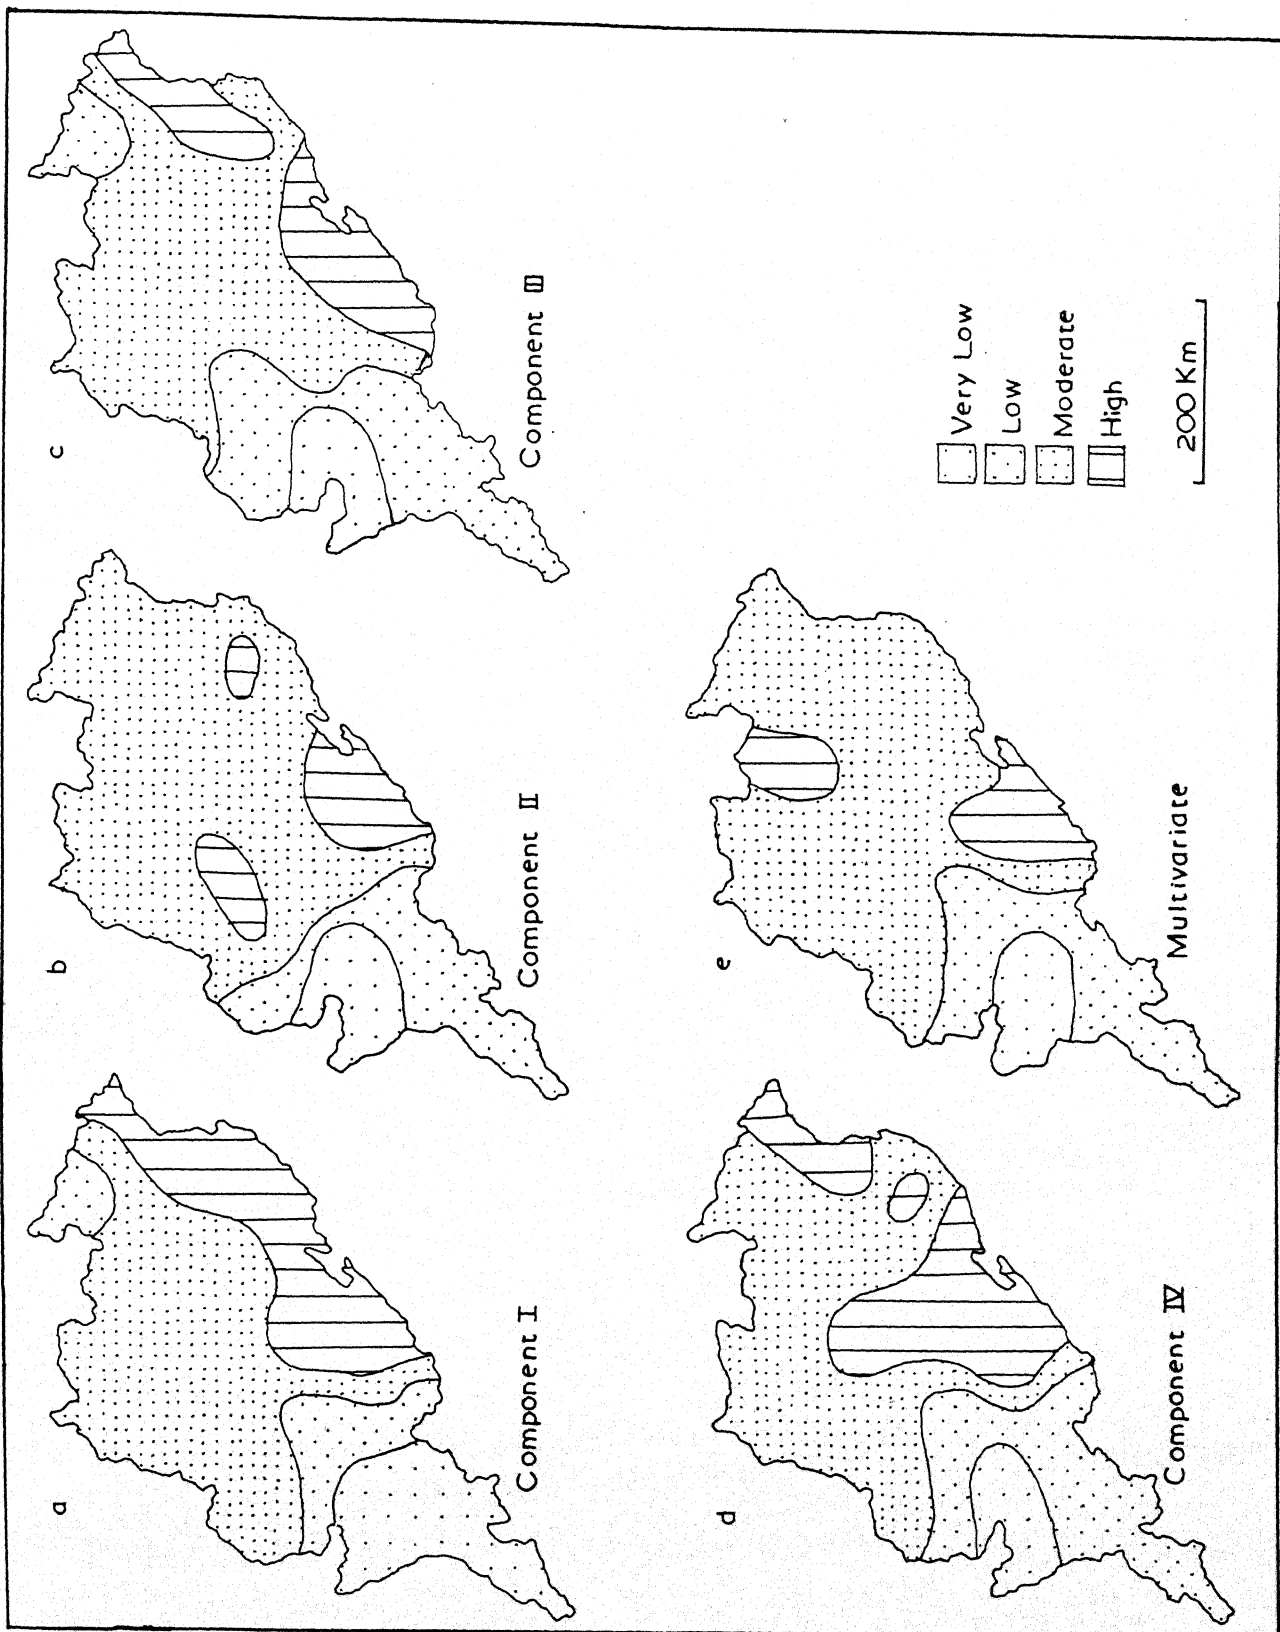 a
Component I
b
Component II
c
Component III
d
Component IV
e
Multivariate
Very Low
Low
Moderate
High
200 Km